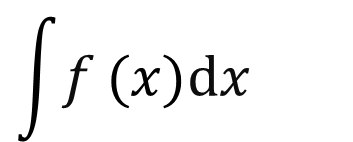 ∫ f (x)dx